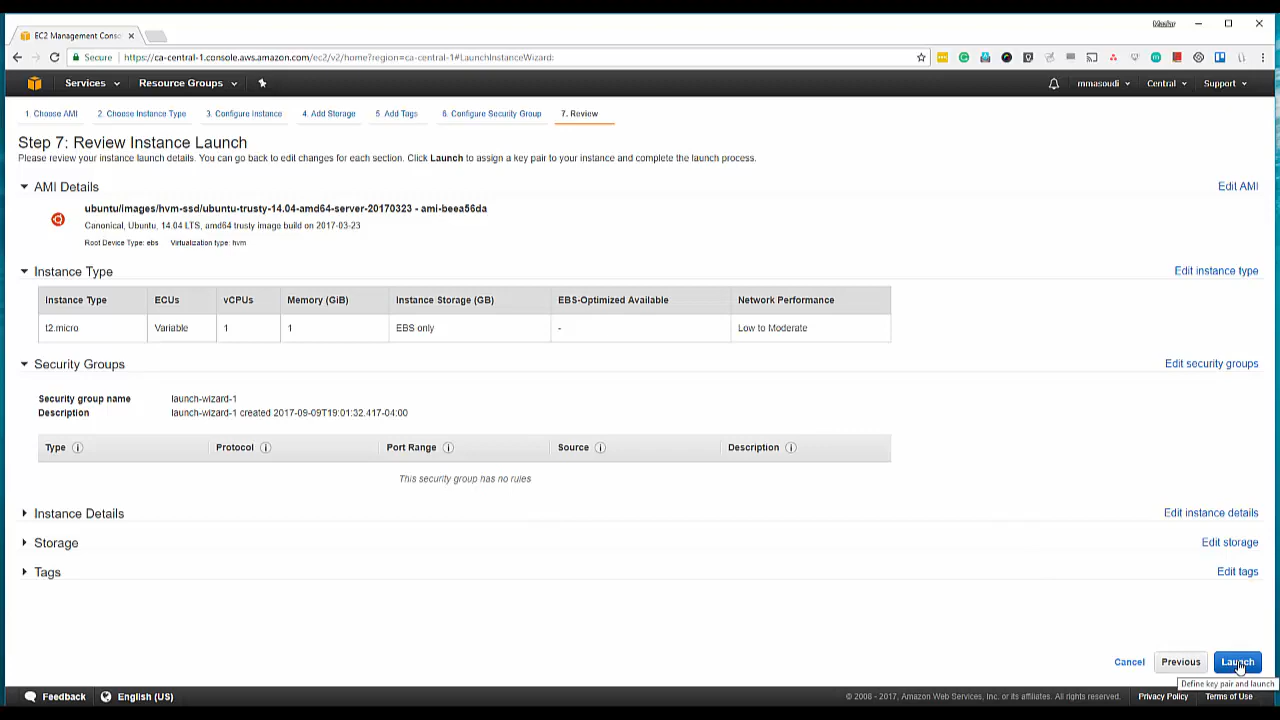 EC2 Management Conso
Secure
https://ca-central-1.console.aws.amazon.com/ec2/v2/home?region=ca-central-1#LaunchInstanceWizard:
Services
Resource Groups
mmasoudi
Central
Support
1. Choose AMI
2. Choose Instance Type
3. Configure Instance
4. Add Storage
5. Add Tags
6. Configure Security Group
7. Review
Step 7: Review Instance Launch
Please review your instance launch details. You can go back to edit changes for each section. Click Launch to assign a key pair to your instance and complete the launch process.
AMI Details
Edit AMI
ubuntu/images/hvm-ssd/ubuntu-trusty-14.04-amd64-server-20170323 - ami-beea56da
Canonical, Ubuntu, 14.04 LTS, amd64 trusty image build on 2017-03-23
Root Device Type: ebs Virtualization type: hvm
Instance Type
Edit instance type
Instance Type ECUs vCPUs Memory (GiB) Instance Storage (GB) EBS-Optimized Available Network Performance
t2.micro Variable 1 1 EBS only - Low to Moderate
Security Groups
Edit security groups
Security group name launch-wizard-1
Description launch-wizard-1 created 2017-09-09T19:01:32.417-04:00
Type Protocol Port Range Source Description
This security group has no rules
Instance Details
Edit instance details
Storage
Edit storage
Tags
Edit tags
Cancel
Previous
Launch
Define key pair and launch
Feedback
English (US)
© 2008 - 2017, Amazon Web Services, Inc. or its affiliates. All rights reserved.
Privacy Policy
Terms of Use